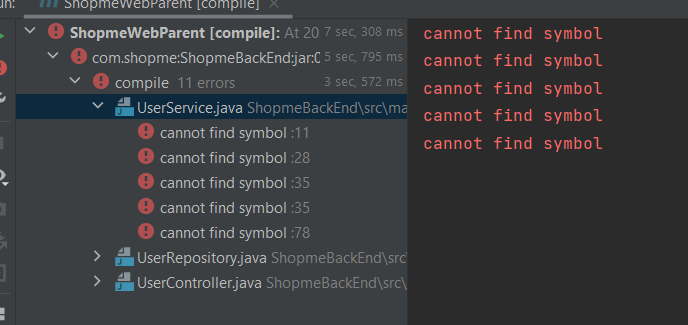 ShopmeWebParent [compile]
ShopmeWebParent [compile]: At 20 7 sec, 308 ms
com.shopme:ShopmeBackEnd:jar:0 5 sec, 795 ms
compile 11 errors 3 sec, 572 ms
UserService.java ShopmeBackEnd\src\ma
cannot find symbol :11
cannot find symbol :28
cannot find symbol :35
cannot find symbol :35
cannot find symbol :78
UserRepository.java ShopmeBackEnd\src\
UserController.java ShopmeBackEnd\src\
cannot find symbol
cannot find symbol
cannot find symbol
cannot find symbol
cannot find symbol